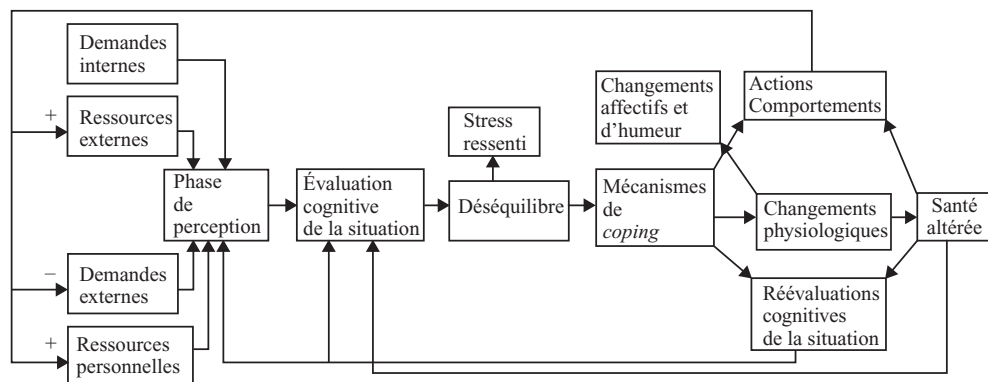 Demandes
internes
+
Ressources
externes
Phase
de
perception
–
Demandes
externes
+
Ressources
personnelles
Évaluation
cognitive
de la situation
Stress
ressenti
Déséquilibre
Changements
affectifs et
d’humeur
Mécanismes
de
coping
Actions
Comportements
Changements
physiologiques
Réévaluations
cognitives
de la situation
Santé
altérée